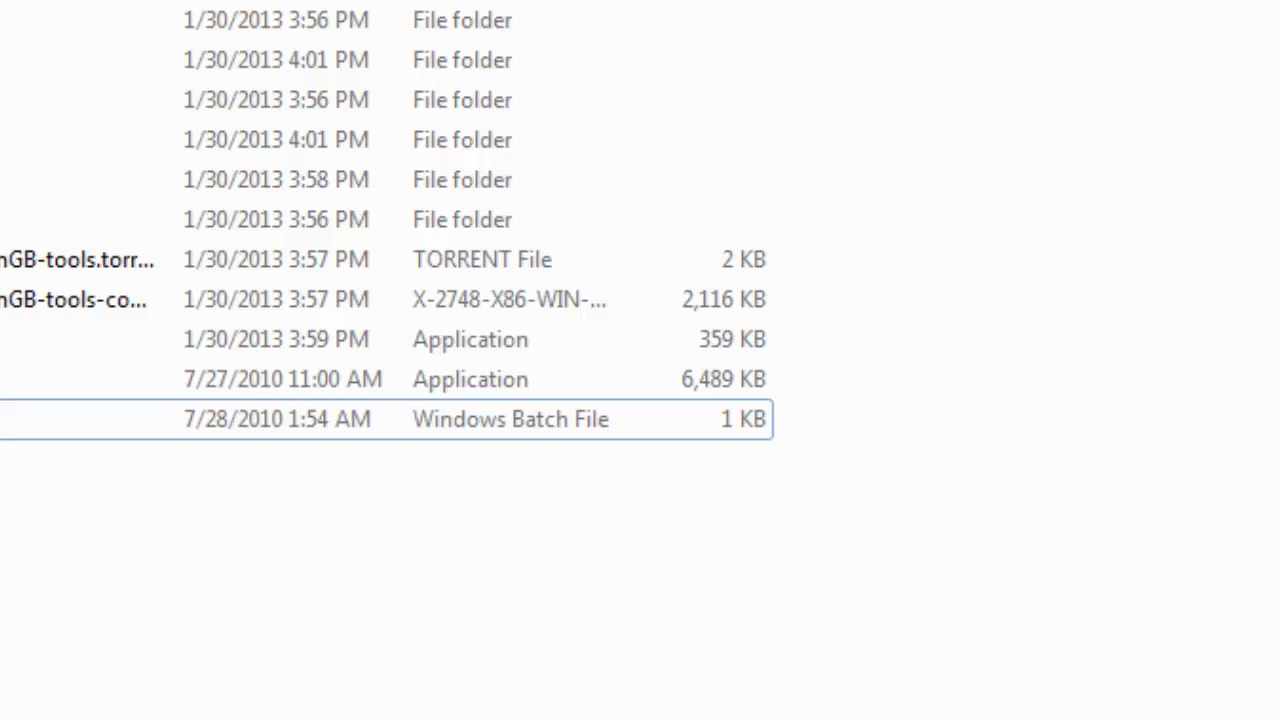 1/30/2013 3:56 PM File folder
1/30/2013 4:01 PM File folder
1/30/2013 3:56 PM File folder
1/30/2013 4:01 PM File folder
1/30/2013 3:58 PM File folder
1/30/2013 3:56 PM File folder
nGB-tools.torr... 1/30/2013 3:57 PM TORRENT File 2 KB
nGB-tools-co... 1/30/2013 3:57 PM X-2748-X86-WIN-... 2,116 KB
1/30/2013 3:59 PM Application 359 KB
7/27/2010 11:00 AM Application 6,489 KB
7/28/2010 1:54 AM Windows Batch File 1 KB